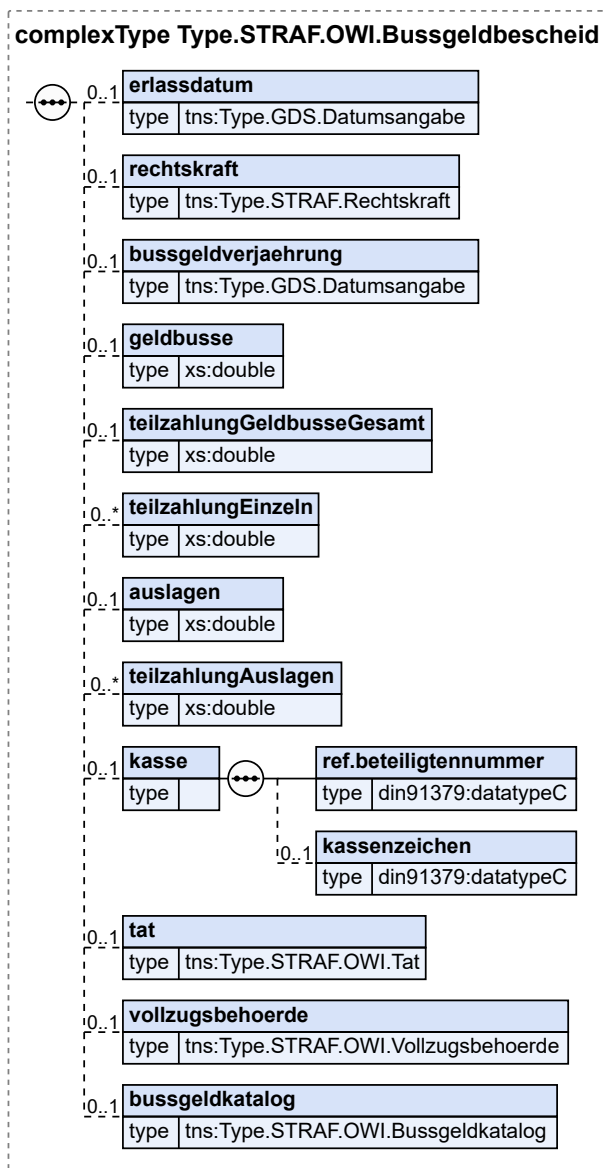 complexType Type.STRAF.OWI.Bussgeldbescheid
0..1 erlassdatum
type tns:Type.GDS.Datumsangabe
0..1 rechtskraft
type tns:Type.STRAF.Rechtskraft
0..1 bussgeldverjaehrung
type tns:Type.GDS.Datumsangabe
0..1 geldbusse
type xs:double
0..1 teilzahlungGeldbusseGesamt
type xs:double
0..* teilzahlungEinzeln
type xs:double
0..1 auslagen
type xs:double
0..* teilzahlungAuslagen
type xs:double
0..1 kasse
type
ref.beteiligtennummer
type din91379:datatypeC
0..1 kassenzeichen
type din91379:datatypeC
0..1 tat
type tns:Type.STRAF.OWI.Tat
0..1 vollzugsbehoerde
type tns:Type.STRAF.OWI.Vollzugsbehoerde
0..1 bussgeldkatalog
type tns:Type.STRAF.OWI.Bussgeldkatalog